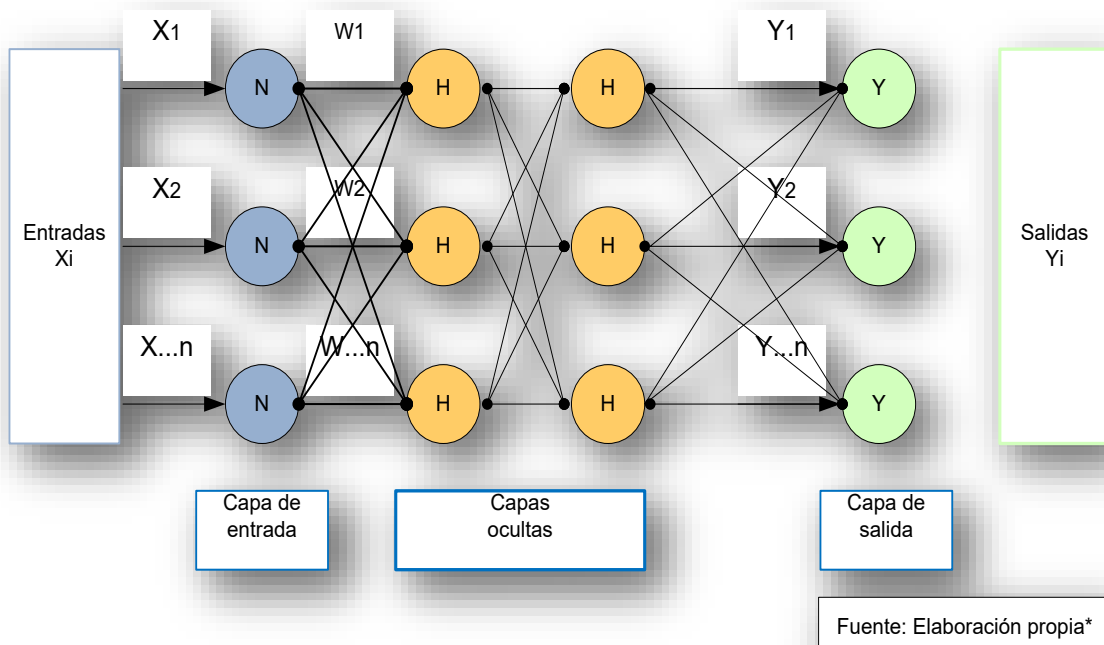 X1 W1 Y1
N H H Y
X2 W2 Y2
Entradas
Xi
N H H Y
Salidas
Yi
X...n W...n Y...n
N H H Y
Capa de
entrada
Capas
ocultas
Capa de
salida
Fuente: Elaboración propia*